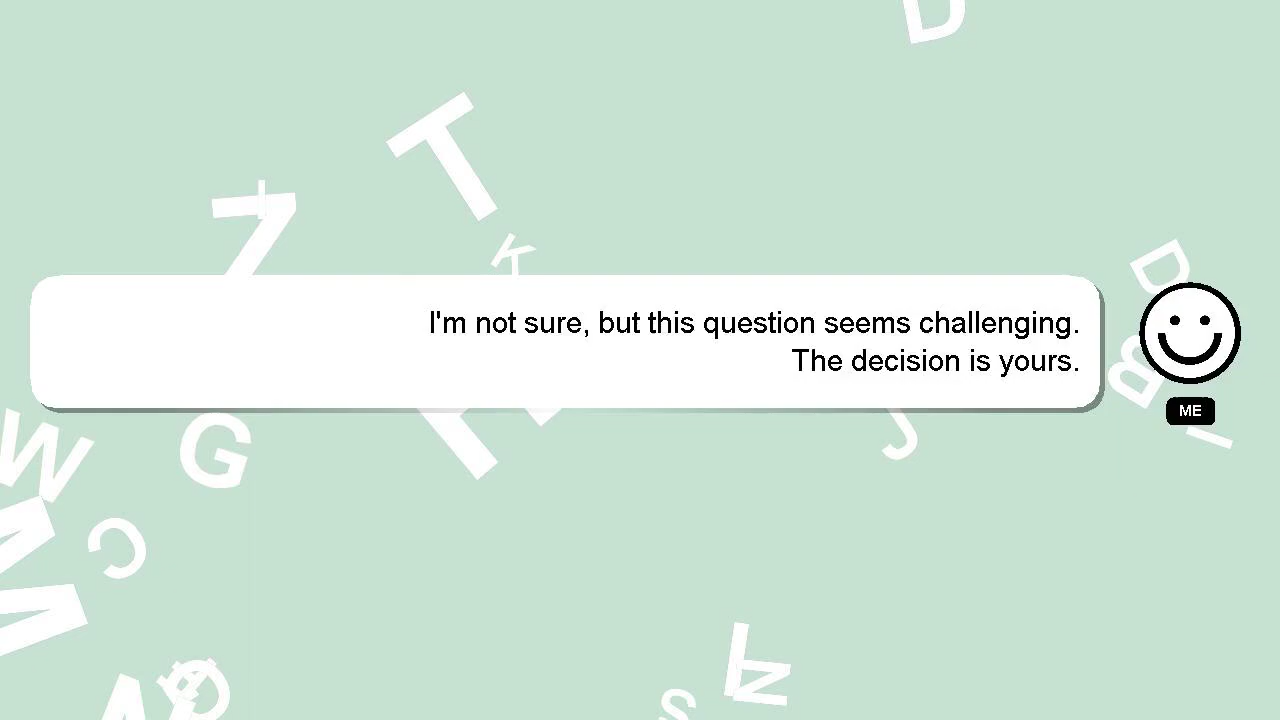 I'm not sure, but this question seems challenging.
The decision is yours.
ME